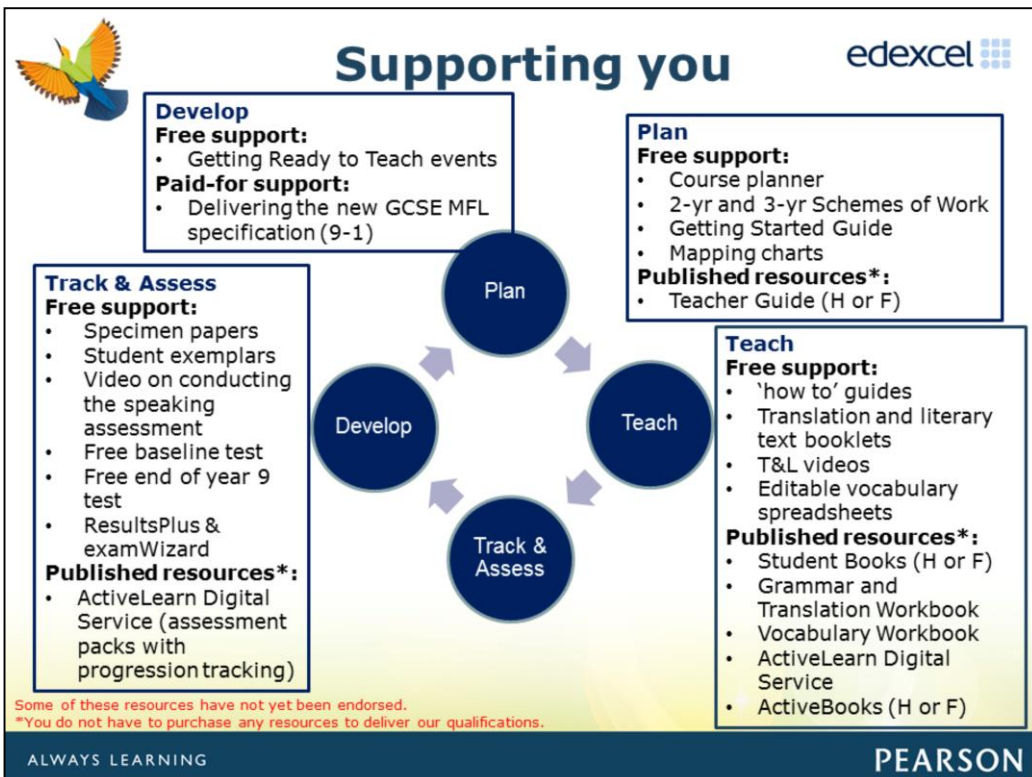 Supporting you
edexcel
Develop
Free support:
• Getting Ready to Teach events
Paid-for support:
• Delivering the new GCSE MFL
specification (9-1)
Plan
Free support:
• Course planner
• 2-yr and 3-yr Schemes of Work
• Getting Started Guide
• Mapping charts
Published resources*:
• Teacher Guide (H or F)
Track & Assess
Free support:
• Specimen papers
• Student exemplars
• Video on conducting
the speaking
assessment
• Free baseline test
• Free end of year 9
test
• ResultsPlus &
examWizard
Published resources*:
• ActiveLearn Digital
Service (assessment
packs with
progression tracking)
Plan
Teach
Track &
Assess
Develop
Teach
Free support:
• ‘how to’ guides
• Translation and literary
text booklets
• T&L videos
• Editable vocabulary
spreadsheets
Published resources*:
• Student Books (H or F)
• Grammar and
Translation Workbook
• Vocabulary Workbook
• ActiveLearn Digital
Service
• ActiveBooks (H or F)
Some of these resources have not yet been endorsed.
*You do not have to purchase any resources to deliver our qualifications.
ALWAYS LEARNING
PEARSON